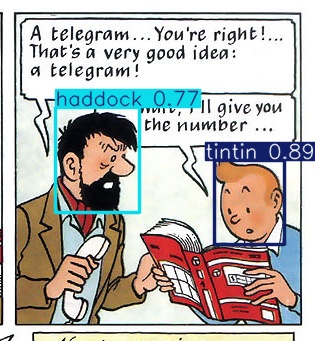 A telegram... You're right!...
That's a very good idea:
a telegram!
haddock 0.77
I'll give you
the number ...
tintin 0.89